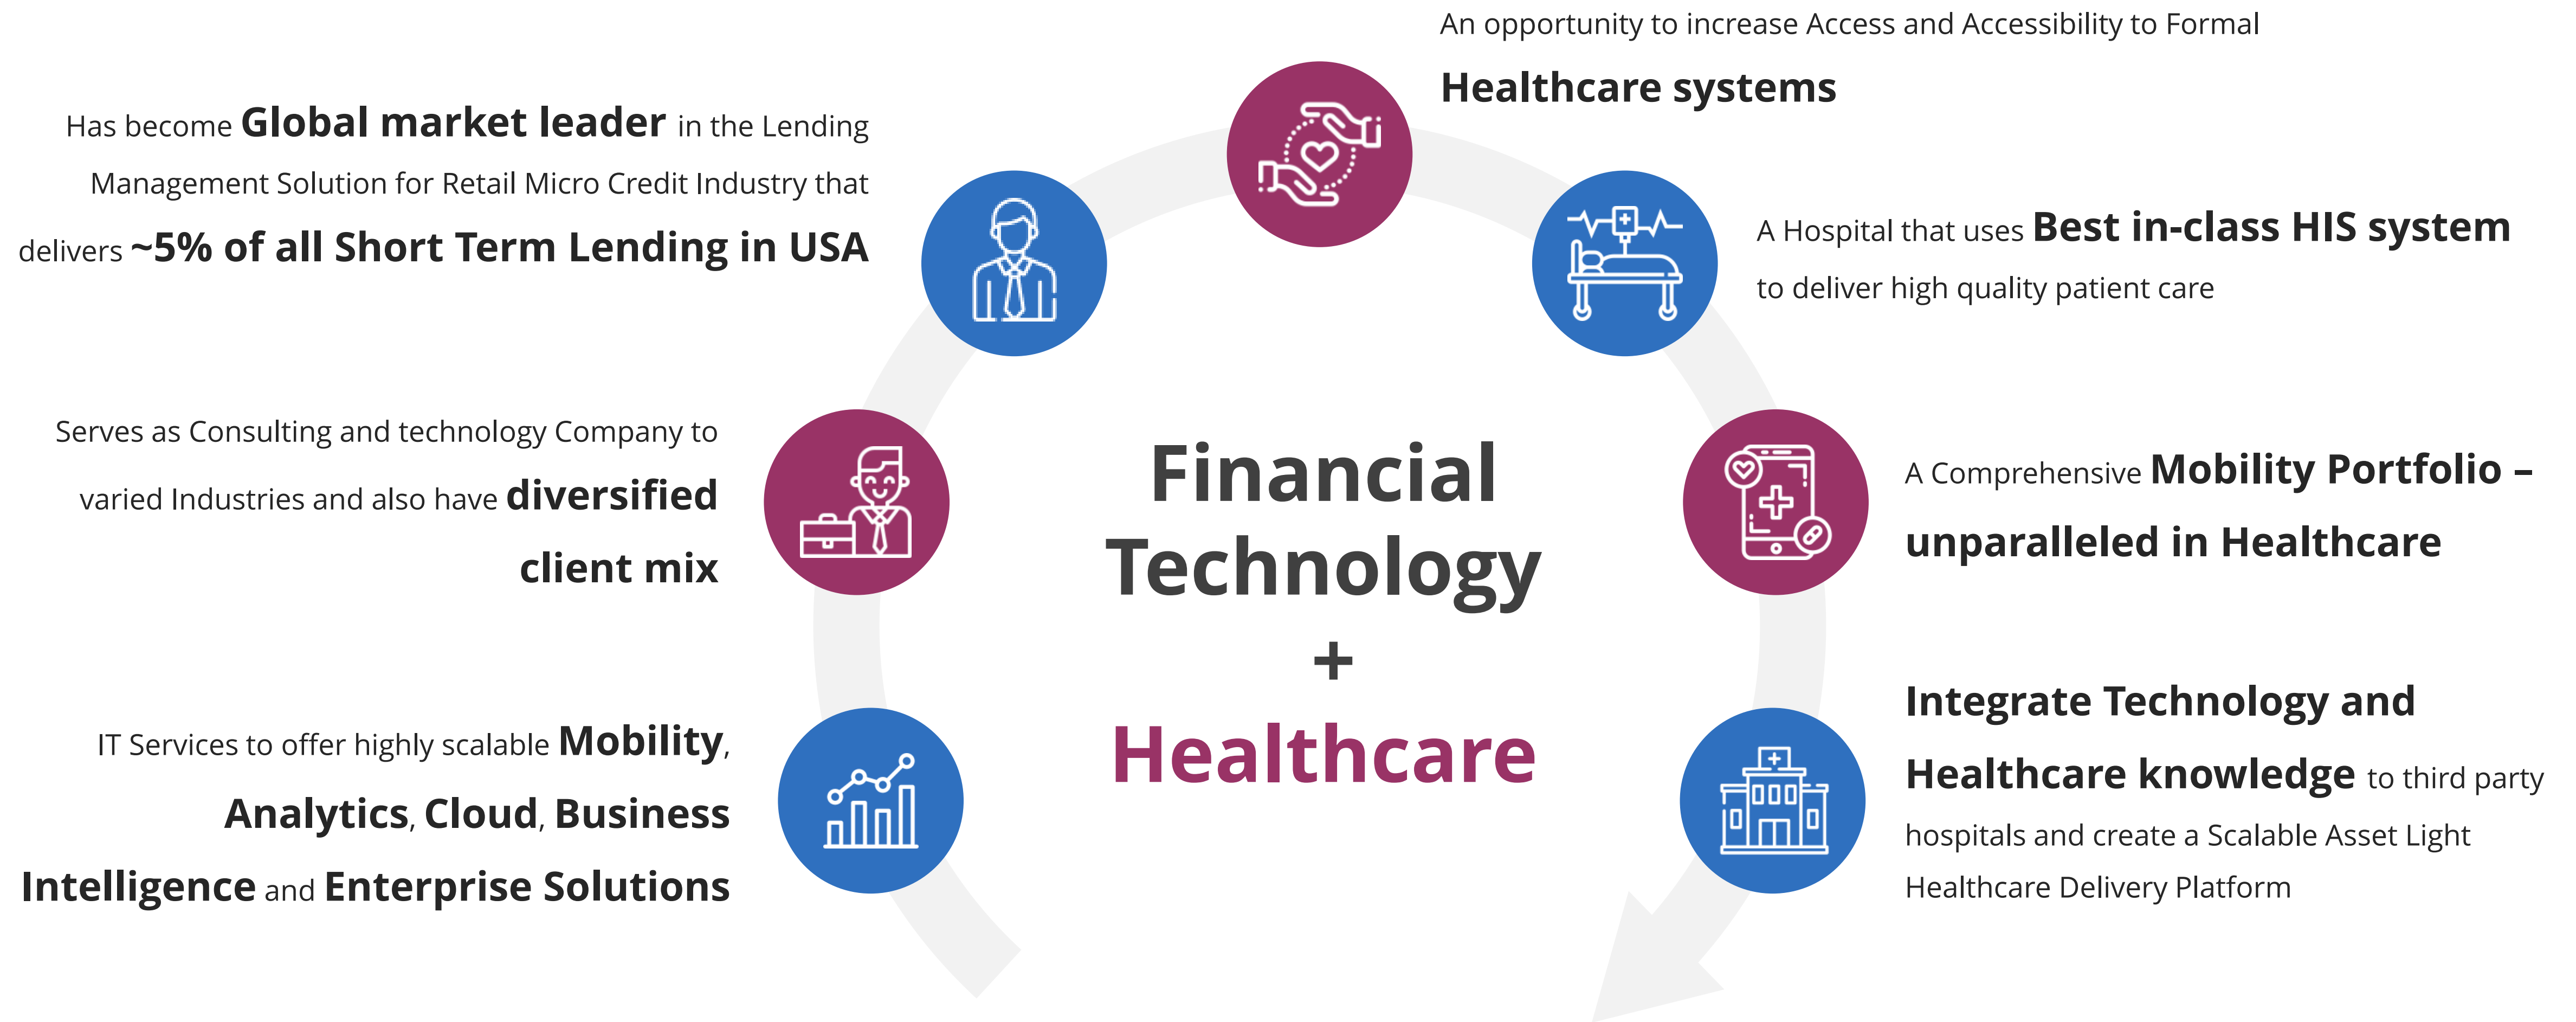 An opportunity to increase Access and Accessibility to Formal
Healthcare systems
Has become Global market leader in the Lending
Management Solution for Retail Micro Credit Industry that
delivers ~5% of all Short Term Lending in USA
A Hospital that uses Best in-class HIS system
to deliver high quality patient care
Serves as Consulting and technology Company to
varied Industries and also have diversified
client mix
Financial
Technology
+
Healthcare
A Comprehensive Mobility Portfolio –
unparalleled in Healthcare
IT Services to offer highly scalable Mobility,
Analytics, Cloud, Business
Intelligence and Enterprise Solutions
Integrate Technology and
Healthcare knowledge to third party
hospitals and create a Scalable Asset Light
Healthcare Delivery Platform